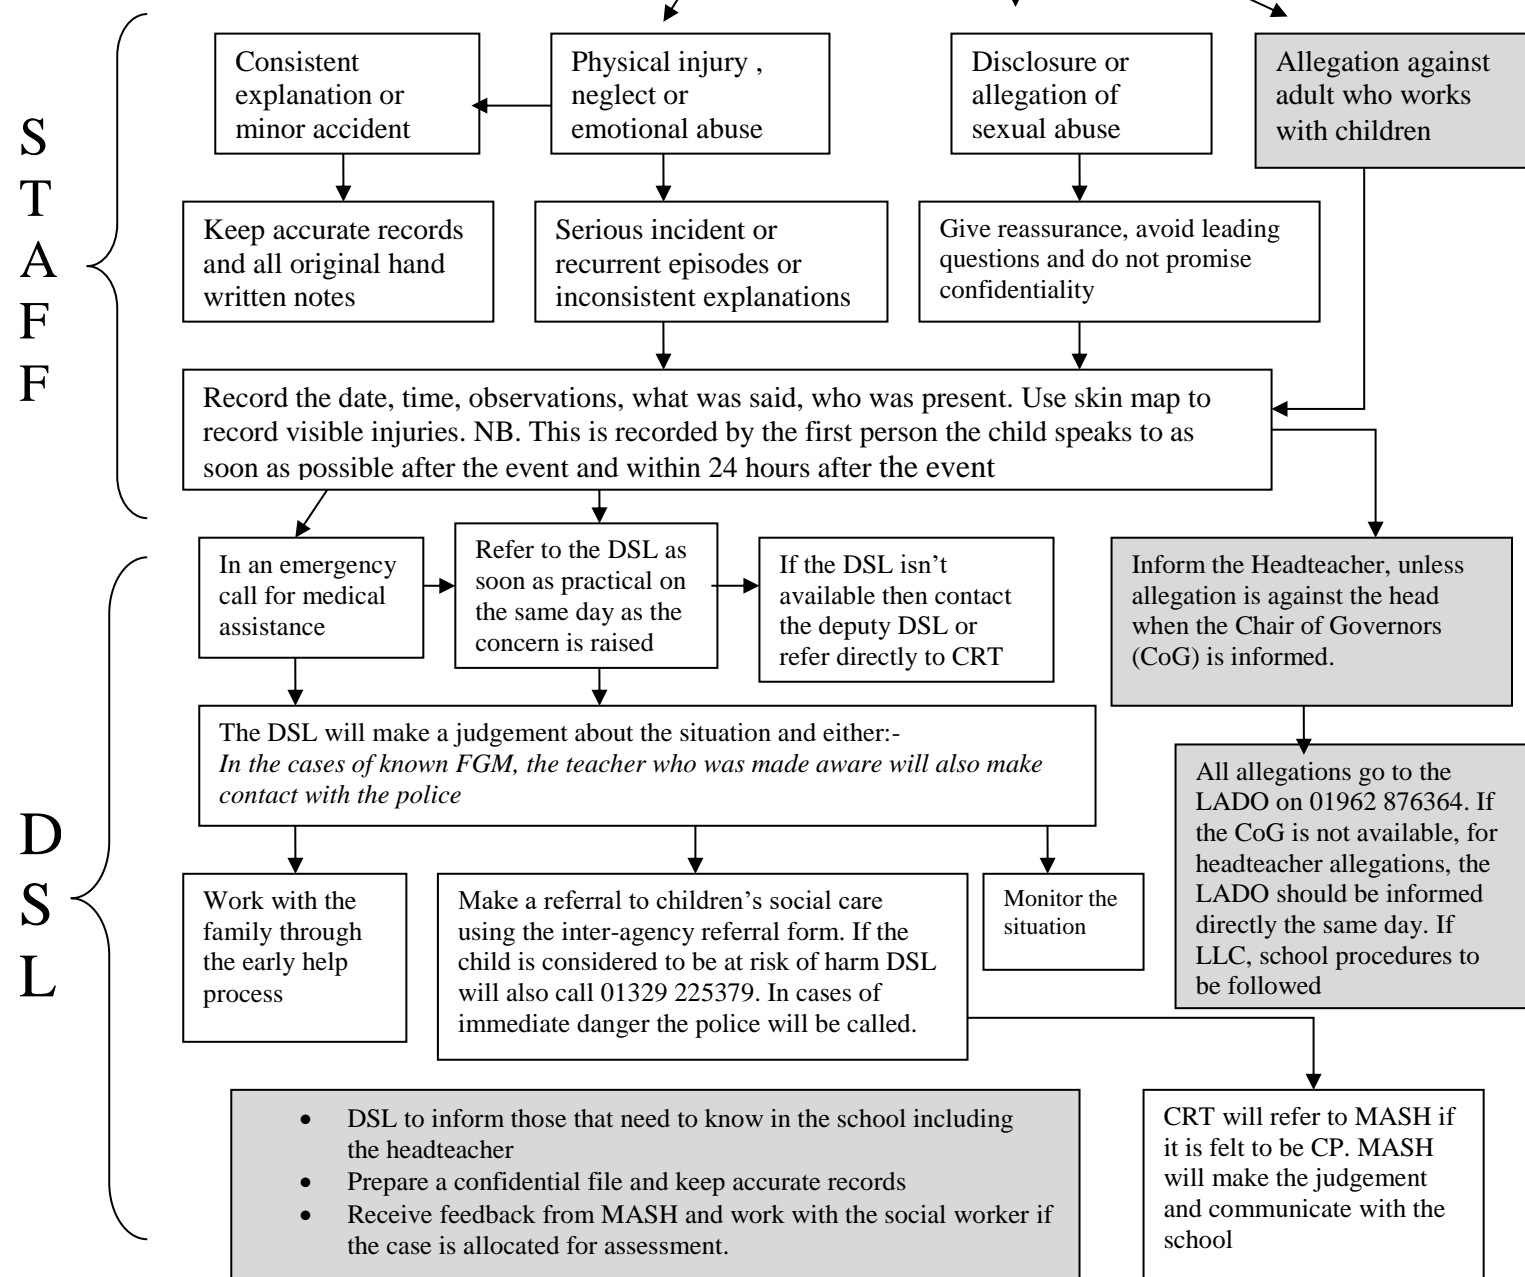 S
T
A
F
F
Consistent
explanation or
minor accident
Physical injury ,
neglect or
emotional abuse
Disclosure or
allegation of
sexual abuse
Allegation against
adult who works
with children
Keep accurate records
and all original hand
written notes
Serious incident or
recurrent episodes or
inconsistent explanations
Give reassurance, avoid leading
questions and do not promise
confidentiality
Record the date, time, observations, what was said, who was present. Use skin map to
record visible injuries. NB. This is recorded by the first person the child speaks to as
soon as possible after the event and within 24 hours after the event
D
S
L
In an emergency
call for medical
assistance
Refer to the DSL as
soon as practical on
the same day as the
concern is raised
If the DSL isn't
available then contact
the deputy DSL or
refer directly to CRT
Inform the Headteacher, unless
allegation is against the head
when the Chair of Governors
(CoG) is informed.
The DSL will make a judgement about the situation and either:-
In the cases of known FGM, the teacher who was made aware will also make
contact with the police
All allegations go to the
LADO on 01962 876364. If
the CoG is not available, for
headteacher allegations, the
LADO should be informed
directly the same day. If
LLC, school procedures to
be followed
Work with the
family through
the early help
process
Make a referral to children's social care
using the inter-agency referral form. If the
child is considered to be at risk of harm DSL
will also call 01329 225379. In cases of
immediate danger the police will be called.
Monitor the
situation
• DSL to inform those that need to know in the school including
the headteacher
• Prepare a confidential file and keep accurate records
• Receive feedback from MASH and work with the social worker if
the case is allocated for assessment.
CRT will refer to MASH if
it is felt to be CP. MASH
will make the judgement
and communicate with the
school